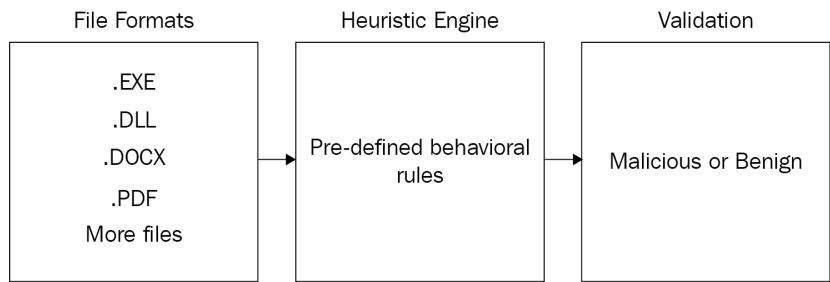 File Formats
Heuristic Engine
Validation
.EXE
.DLL
.DOCX
.PDF
More files
Pre-defined behavioral
rules
Malicious or Benign